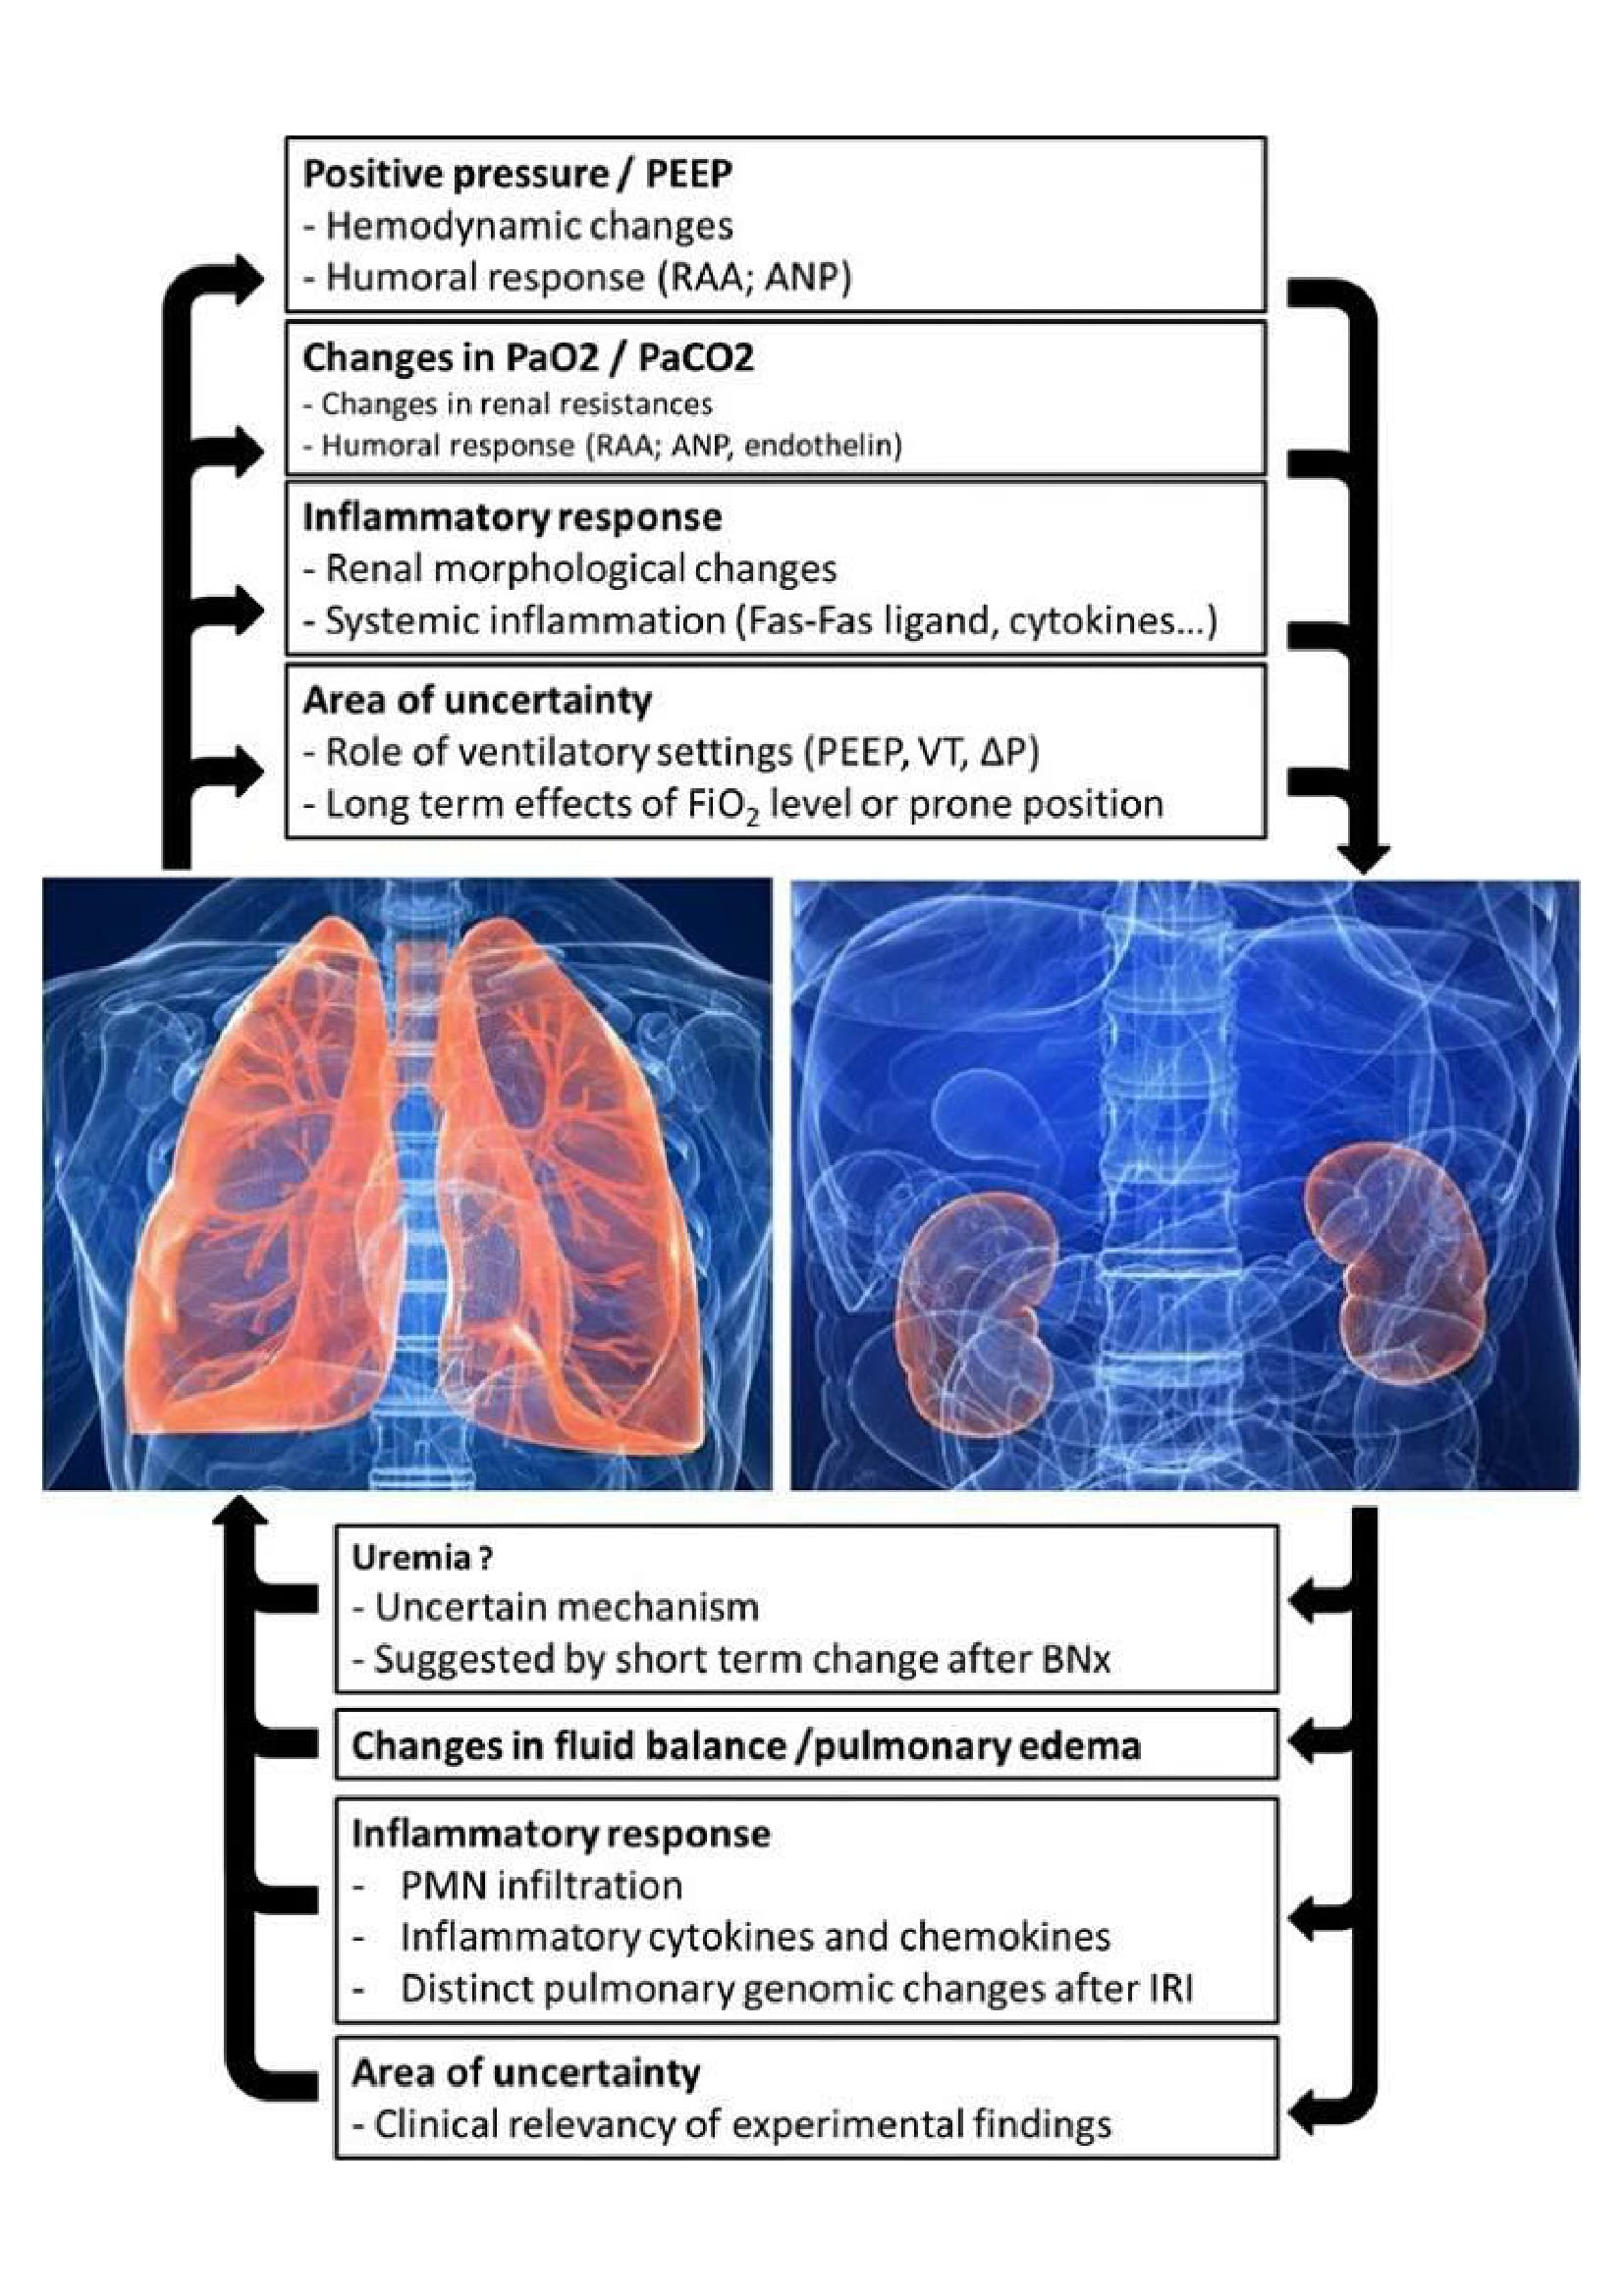 Positive pressure / PEEP
- Hemodynamic changes
- Humoral response (RAA; ANP)
Changes in PaO2 / PaCO2
- Changes in renal resistances
- Humoral response (RAA; ANP, endothelin)
Inflammatory response
- Renal morphological changes
- Systemic inflammation (Fas-Fas ligand, cytokines...)
Area of uncertainty
- Role of ventilatory settings (PEEP, VT, ΔP)
- Long term effects of FiO₂ level or prone position
Uremia ?
- Uncertain mechanism
- Suggested by short term change after BNx
Changes in fluid balance /pulmonary edema
Inflammatory response
- PMN infiltration
- Inflammatory cytokines and chemokines
- Distinct pulmonary genomic changes after IRI
Area of uncertainty
- Clinical relevancy of experimental findings